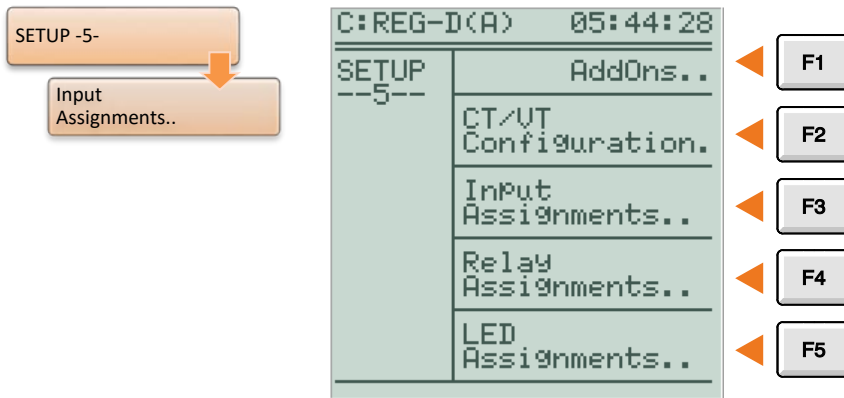 SETUP -5-
Input
Assignments..
C:REG-D(A) 05:44:28
SETUP
--5--
AddOns..
F1
CT/VT
Configuration.
F2
Input
Assignments..
F3
Relay
Assignments..
F4
LED
Assignments..
F5